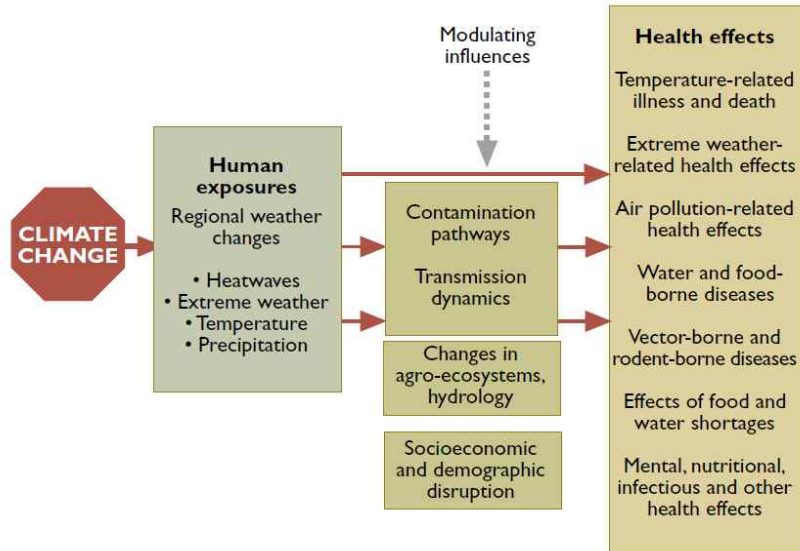 Modulating
influences
CLIMATE
CHANGE
Human
exposures
Regional weather
changes
• Heatwaves
• Extreme weather
• Temperature
• Precipitation
Contamination
pathways
Transmission
dynamics
Changes in
agro-ecosystems,
hydrology
Socioeconomic
and demographic
disruption
Health effects
Temperature-related
illness and death
Extreme weather-
related health effects
Air pollution-related
health effects
Water and food-
borne diseases
Vector-borne and
rodent-borne diseases
Effects of food and
water shortages
Mental, nutritional,
infectious and other
health effects